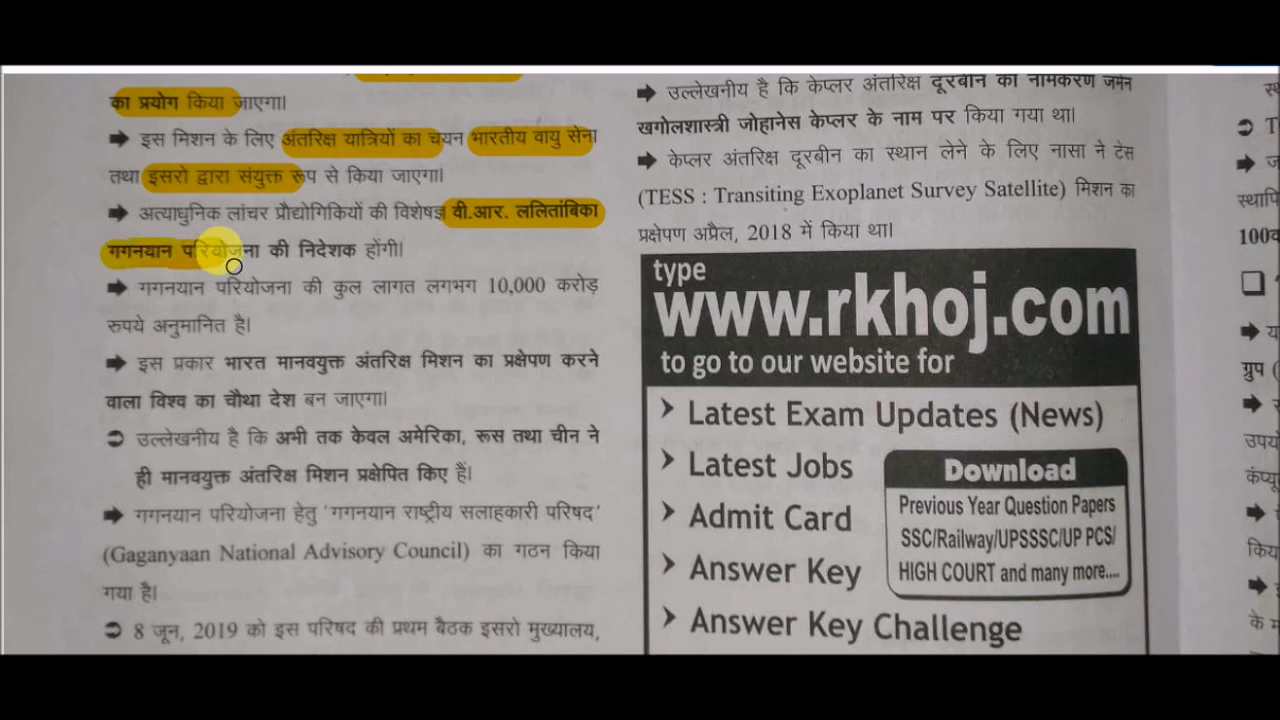 का प्रयोग किया जाएगा।
➡ इस मिशन के लिए अंतरिक्ष यात्रियों का चयन भारतीय वायु सेना
तथा इसरो द्वारा संयुक्त रूप से किया जाएगा।
➡ अत्याधुनिक लांचर प्रौद्योगिकियों की विशेषज्ञ वी.आर. ललितांबिका
गगनयान परियोजना की निदेशक होंगी।
➡ गगनयान परियोजना की कुल लागत लगभग 10,000 करोड़
रुपये अनुमानित है।
➡ इस प्रकार भारत मानवयुक्त अंतरिक्ष मिशन का प्रक्षेपण करने
वाला विश्व का चौथा देश बन जाएगा।
➲ उल्लेखनीय है कि अभी तक केवल अमेरिका, रूस तथा चीन ने
ही मानवयुक्त अंतरिक्ष मिशन प्रक्षेपित किए हैं।
➡ गगनयान परियोजना हेतु 'गगनयान राष्ट्रीय सलाहकारी परिषद'
(Gaganyaan National Advisory Council) का गठन किया
गया है।
➲ 8 जून, 2019 को इस परिषद की प्रथम बैठक इसरो मुख्यालय,
➡ उल्लेखनीय है कि केप्लर अंतरिक्ष दूरबीन का नामकरण जर्मन
खगोलशास्त्री जोहानेस केप्लर के नाम पर किया गया था।
➡ केप्लर अंतरिक्ष दूरबीन का स्थान लेने के लिए नासा ने टेस
(TESS : Transiting Exoplanet Survey Satellite) मिशन का
प्रक्षेपण अप्रैल, 2018 में किया था।
type
www.rkhoj.com
to go to our website for
Latest Exam Updates (News)
Latest Jobs
Admit Card
Answer Key
Answer Key Challenge
Download
Previous Year Question Papers
SSC/Railway/UPSSSC/UP PCS/
HIGH COURT and many more....
100व
ग्रुप (
के म